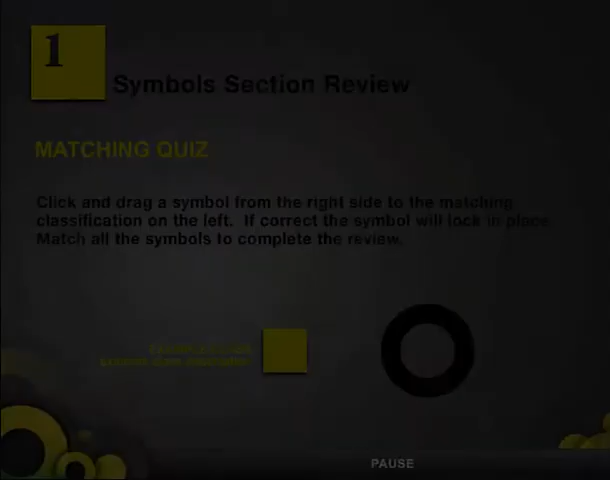 1
Symbols Section Review
MATCHING QUIZ
Click and drag a symbol from the right side to the matching
classification on the left. If correct the symbol will lock in place.
Match all the symbols to complete the review.
PAUSE